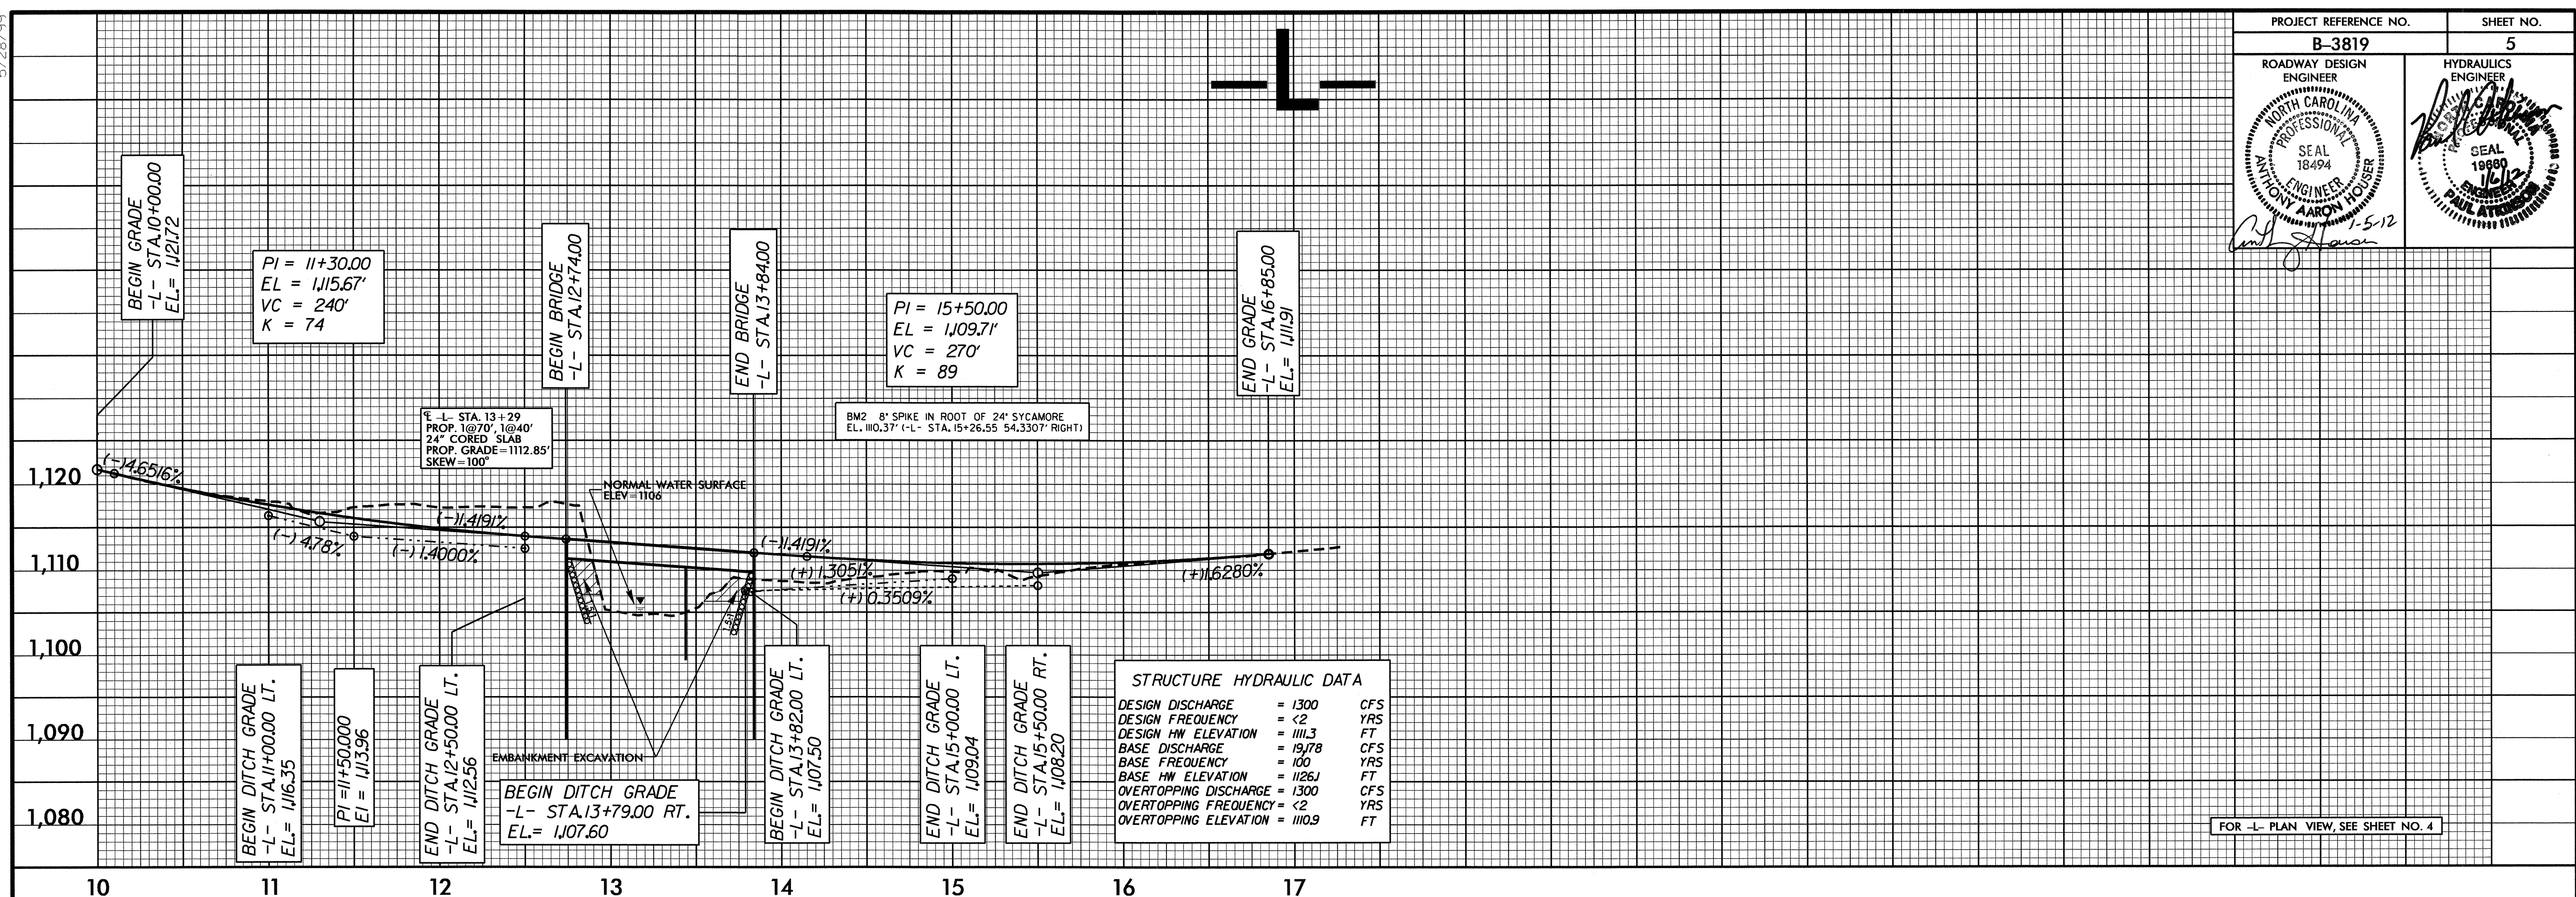 5/28/99
PROJECT REFERENCE NO.
SHEET NO.
B–3819
5
ROADWAY DESIGN
ENGINEER
HYDRAULICS
ENGINEER
NORTH CAROLINA
PROFESSIONAL
SEAL
18494
ENGINEER
ANTHONY AARON HOUSER
1-5-12
SEAL
19660
ENGINEER
PAUL ATKINSON
1/6/12
–L–
BEGIN GRADE
-L- STA.10+00.00
EL.= 1,121.72
PI = 11+30.00
EL = 1,115.67'
VC = 240'
K = 74
BEGIN BRIDGE
-L- STA.12+74.00
END BRIDGE
-L- STA.13+84.00
PI = 15+50.00
EL = 1,109.71'
VC = 270'
K = 89
END GRADE
-L- STA.16+85.00
EL.= 1,111.91
℄ –L– STA. 13+29
PROP. 1@70', 1@40'
24" CORED SLAB
PROP. GRADE=1112.85'
SKEW=100°
BM2 8" SPIKE IN ROOT OF 24" SYCAMORE
EL. 1110.37' (-L- STA. 15+26.55 54.3307' RIGHT)
1,120
1,110
1,100
1,090
1,080
(-)4.6516%
NORMAL WATER SURFACE
ELEV=1106
(-)1.4191%
(-)4.78%
(-)1.4000%
(-)1.4191%
(+)1.3051%
(+)0.3509%
(+)1.6280%
1.5:1
1.5:1
BEGIN DITCH GRADE
-L- STA.11+00.00 LT.
EL.= 1,116.35
PI =11+50.000
El = 1,113.96
END DITCH GRADE
-L- STA.12+50.00 LT.
EL.= 1,112.56
EMBANKMENT EXCAVATION
BEGIN DITCH GRADE
-L- STA.13+79.00 RT.
EL.= 1,107.60
BEGIN DITCH GRADE
-L- STA.13+82.00 LT.
EL.= 1,107.50
END DITCH GRADE
-L- STA.15+00.00 LT.
EL.= 1,109.04
END DITCH GRADE
-L- STA.15+50.00 RT.
EL.= 1,108.20
STRUCTURE HYDRAULIC DATA
DESIGN DISCHARGE = 1300 CFS
DESIGN FREQUENCY = <2 YRS
DESIGN HW ELEVATION = 1111.3 FT
BASE DISCHARGE = 19,178 CFS
BASE FREQUENCY = 100 YRS
BASE HW ELEVATION = 1126.1 FT
OVERTOPPING DISCHARGE = 1300 CFS
OVERTOPPING FREQUENCY = <2 YRS
OVERTOPPING ELEVATION = 1110.9 FT
FOR –L– PLAN VIEW, SEE SHEET NO. 4
10 11 12 13 14 15 16 17